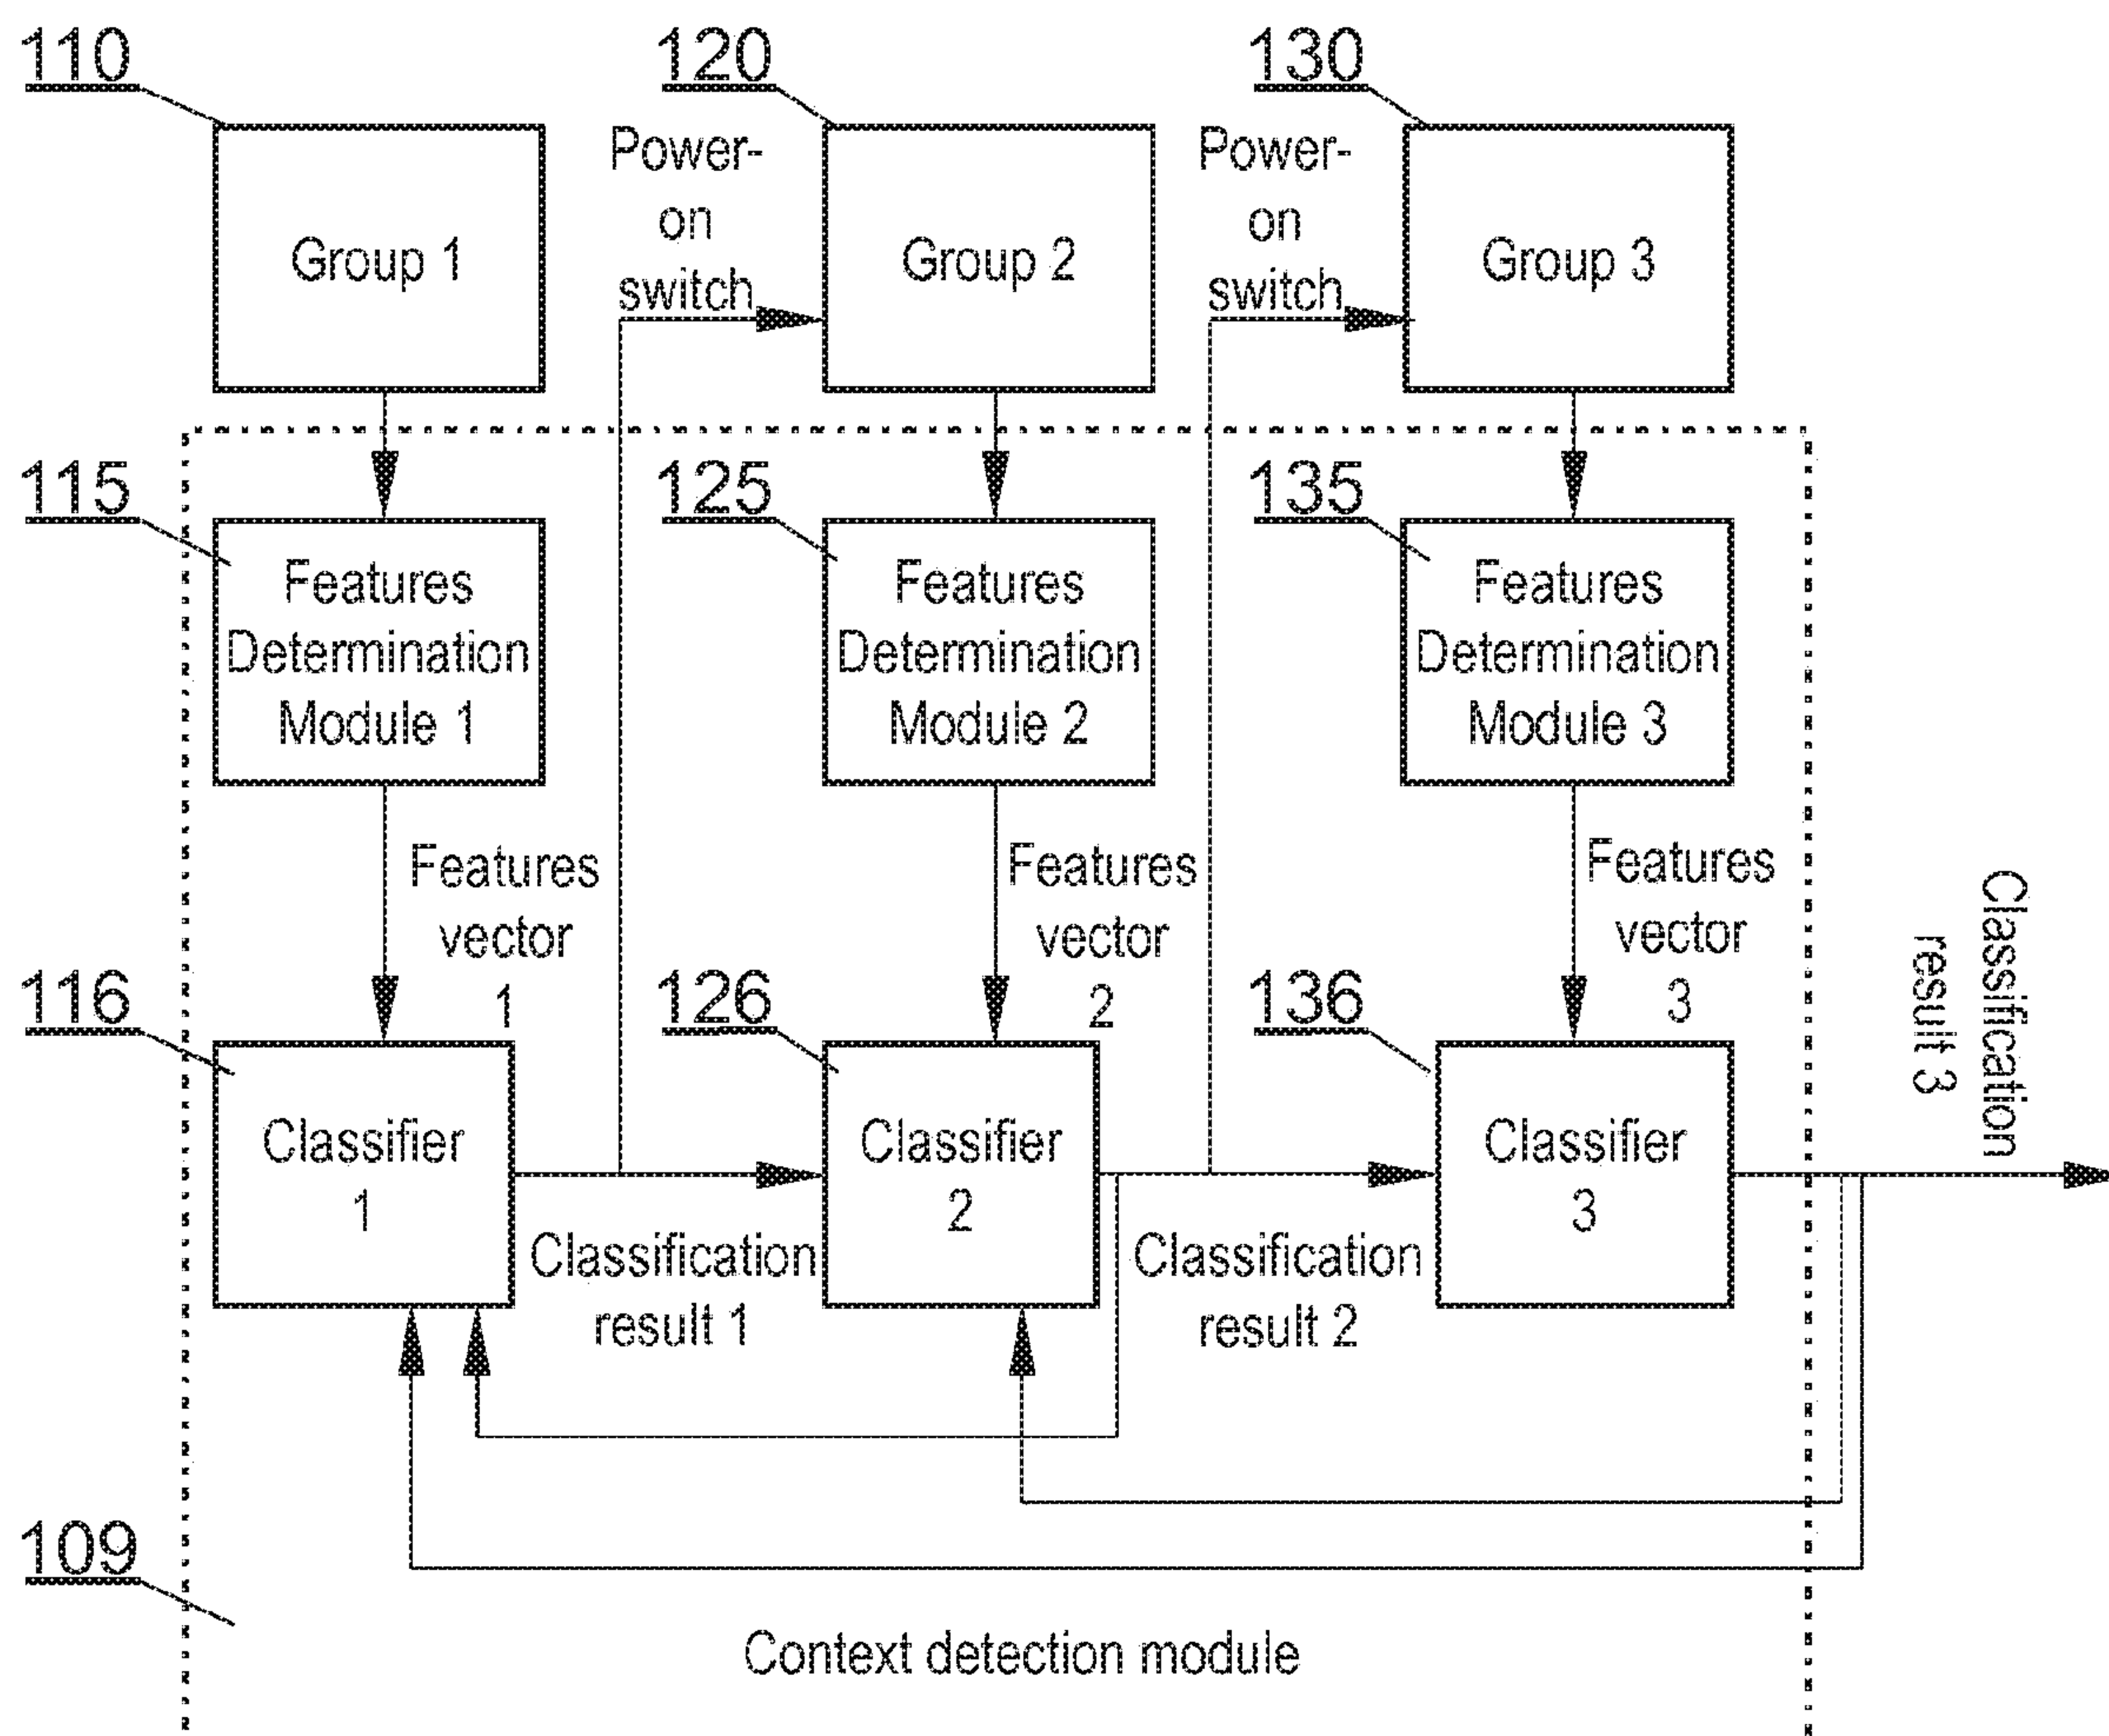 110
120
130
Group 1
Power-
on
switch
Group 2
Power-
on
switch
Group 3
115
125
135
Features
Determination
Module 1
Features
Determination
Module 2
Features
Determination
Module 3
Features
vector
1
Features
vector
2
Features
vector
3
116
126
136
Classifier
1
Classification
result 1
Classifier
2
Classification
result 2
Classifier
3
Classification
result 3
109
Context detection module